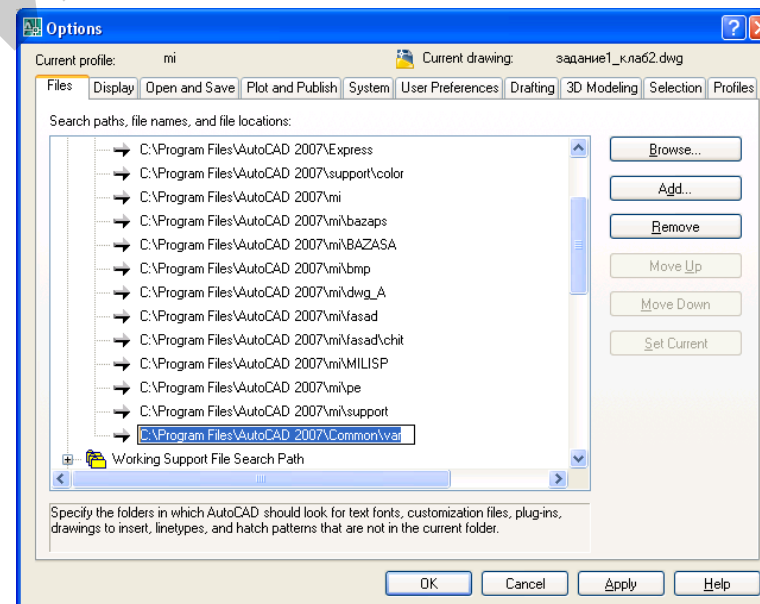 Options
Current profile: mi Current drawing: задание1_клаб2.dwg
Files Display Open and Save Plot and Publish System User Preferences Drafting 3D Modeling Selection Profiles
Search paths, file names, and file locations:
C:\Program Files\AutoCAD 2007\Express
Browse...
C:\Program Files\AutoCAD 2007\support\color
C:\Program Files\AutoCAD 2007\mi
Add...
C:\Program Files\AutoCAD 2007\mi\bazaps
Remove
C:\Program Files\AutoCAD 2007\mi\BAZASA
C:\Program Files\AutoCAD 2007\mi\bmp
Move Up
C:\Program Files\AutoCAD 2007\mi\dwg_A
Move Down
C:\Program Files\AutoCAD 2007\mi\fasad
C:\Program Files\AutoCAD 2007\mi\fasad\chit
Set Current
C:\Program Files\AutoCAD 2007\mi\MILISP
C:\Program Files\AutoCAD 2007\mi\pe
C:\Program Files\AutoCAD 2007\mi\support
C:\Program Files\AutoCAD 2007\Common\var
Working Support File Search Path
Specify the folders in which AutoCAD should look for text fonts, customization files, plug-ins,
drawings to insert, linetypes, and hatch patterns that are not in the current folder.
OK Cancel Apply Help